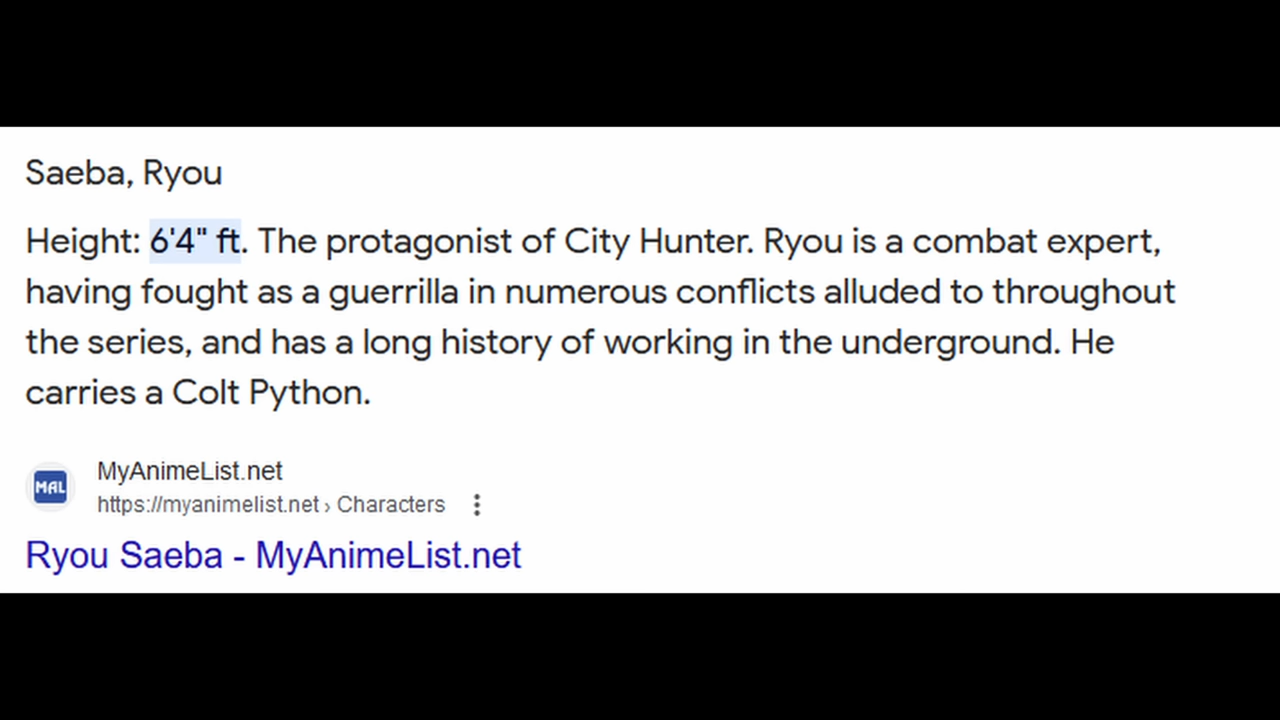 Saeba, Ryou
Height: 6'4" ft. The protagonist of City Hunter. Ryou is a combat expert,
having fought as a guerrilla in numerous conflicts alluded to throughout
the series, and has a long history of working in the underground. He
carries a Colt Python.
MAL
MyAnimeList.net
https://myanimelist.net › Characters
Ryou Saeba - MyAnimeList.net